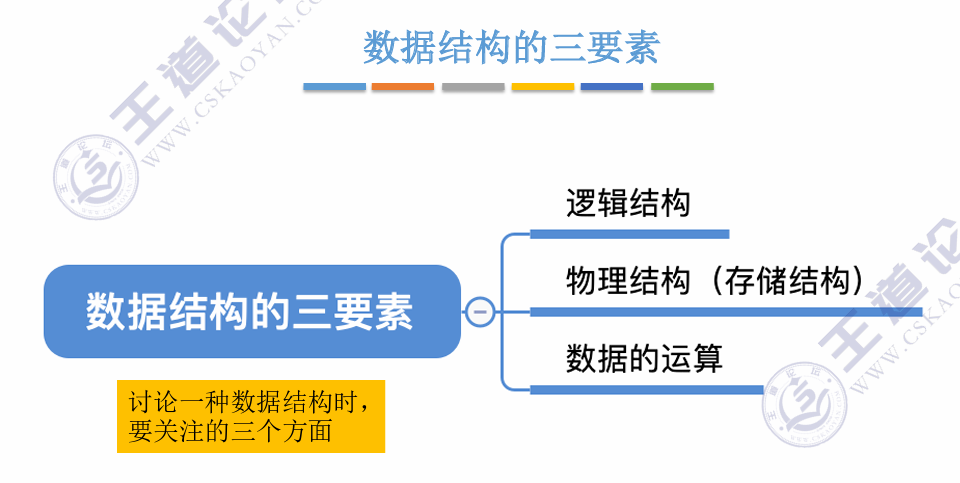 数据结构的三要素
逻辑结构
物理结构（存储结构）
数据的运算
数据结构的三要素
讨论一种数据结构时，
要关注的三个方面
王道论坛
WWW.CSKAOYAN.COM
王道论
WWW.CSKAO